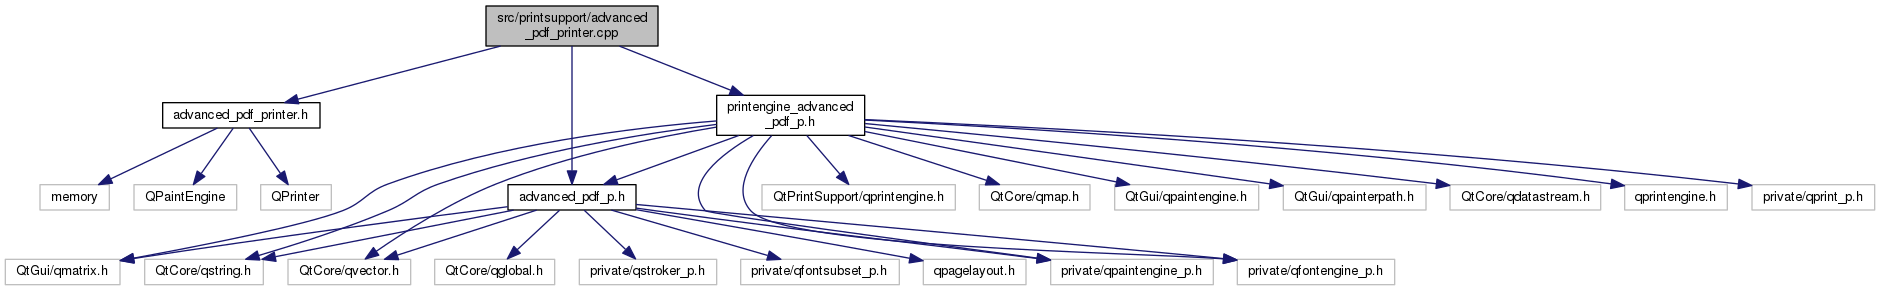 src/printsupport/advanced
_pdf_printer.cpp
advanced_pdf_printer.h
printengine_advanced
_pdf_p.h
memory
QPaintEngine
QPrinter
advanced_pdf_p.h
QtPrintSupport/qprintengine.h
QtCore/qmap.h
QtGui/qpaintengine.h
QtGui/qpainterpath.h
QtCore/qdatastream.h
qprintengine.h
private/qprint_p.h
QtGui/qmatrix.h
QtCore/qstring.h
QtCore/qvector.h
QtCore/qglobal.h
private/qstroker_p.h
private/qfontsubset_p.h
qpagelayout.h
private/qpaintengine_p.h
private/qfontengine_p.h